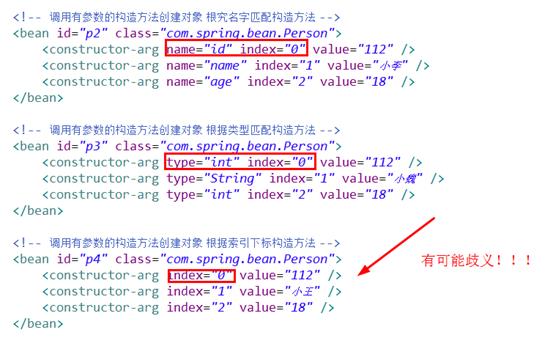 <!-- 调用有参数的构造方法创建对象 根究名字匹配构造方法 -->
<bean id="p2" class="com.spring.bean.Person">
<constructor-arg name="id" index="0" value="112" />
<constructor-arg name="name" index="1" value="小李" />
<constructor-arg name="age" index="2" value="18" />
</bean>
<!-- 调用有参数的构造方法创建对象 根据类型匹配构造方法 -->
<bean id="p3" class="com.spring.bean.Person">
<constructor-arg type="int" index="0" value="112" />
<constructor-arg type="String" index="1" value="小魏" />
<constructor-arg type="int" index="2" value="18" />
</bean>
<!-- 调用有参数的构造方法创建对象 根据索引下标构造方法 -->
<bean id="p4" class="com.spring.bean.Person">
<constructor-arg index="0" value="112" />
<constructor-arg index="1" value="小王" />
<constructor-arg index="2" value="18" />
</bean>
有可能歧义！！！